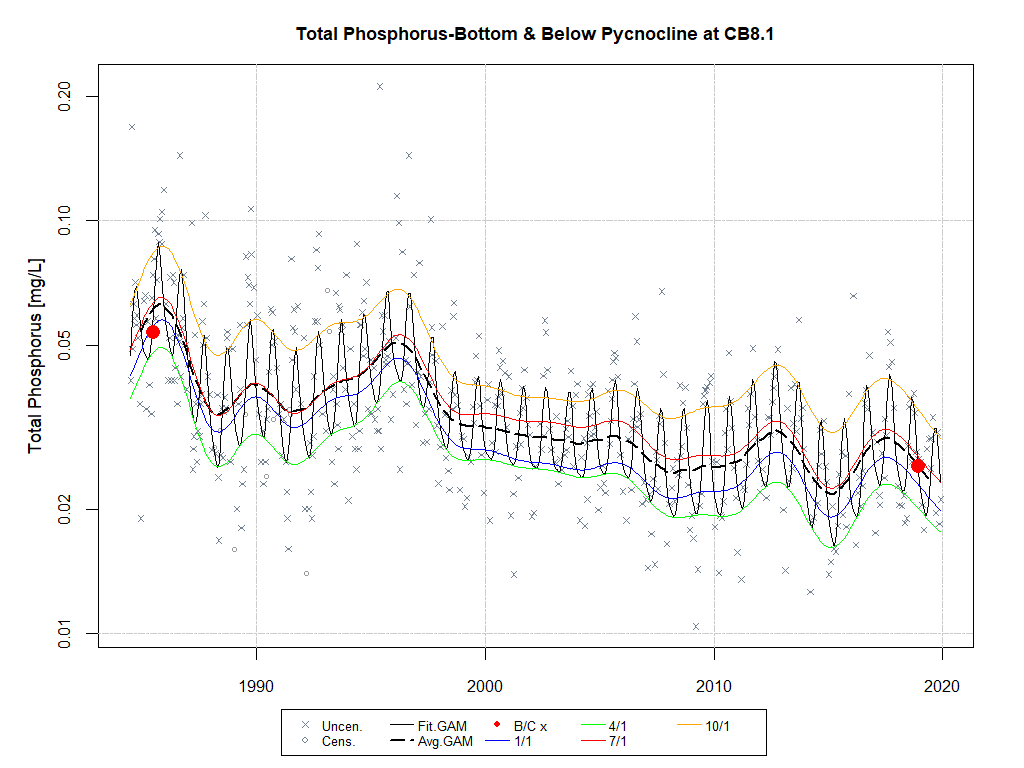 Total Phosphorus-Bottom & Below Pycnocline at CB8.1
Total Phosphorus [mg/L]
0.20
0.10
0.05
0.02
0.01
1990 2000 2010 2020
Uncen. Fit.GAM B/C x 4/1 10/1
Cens. Avg.GAM 1/1 7/1